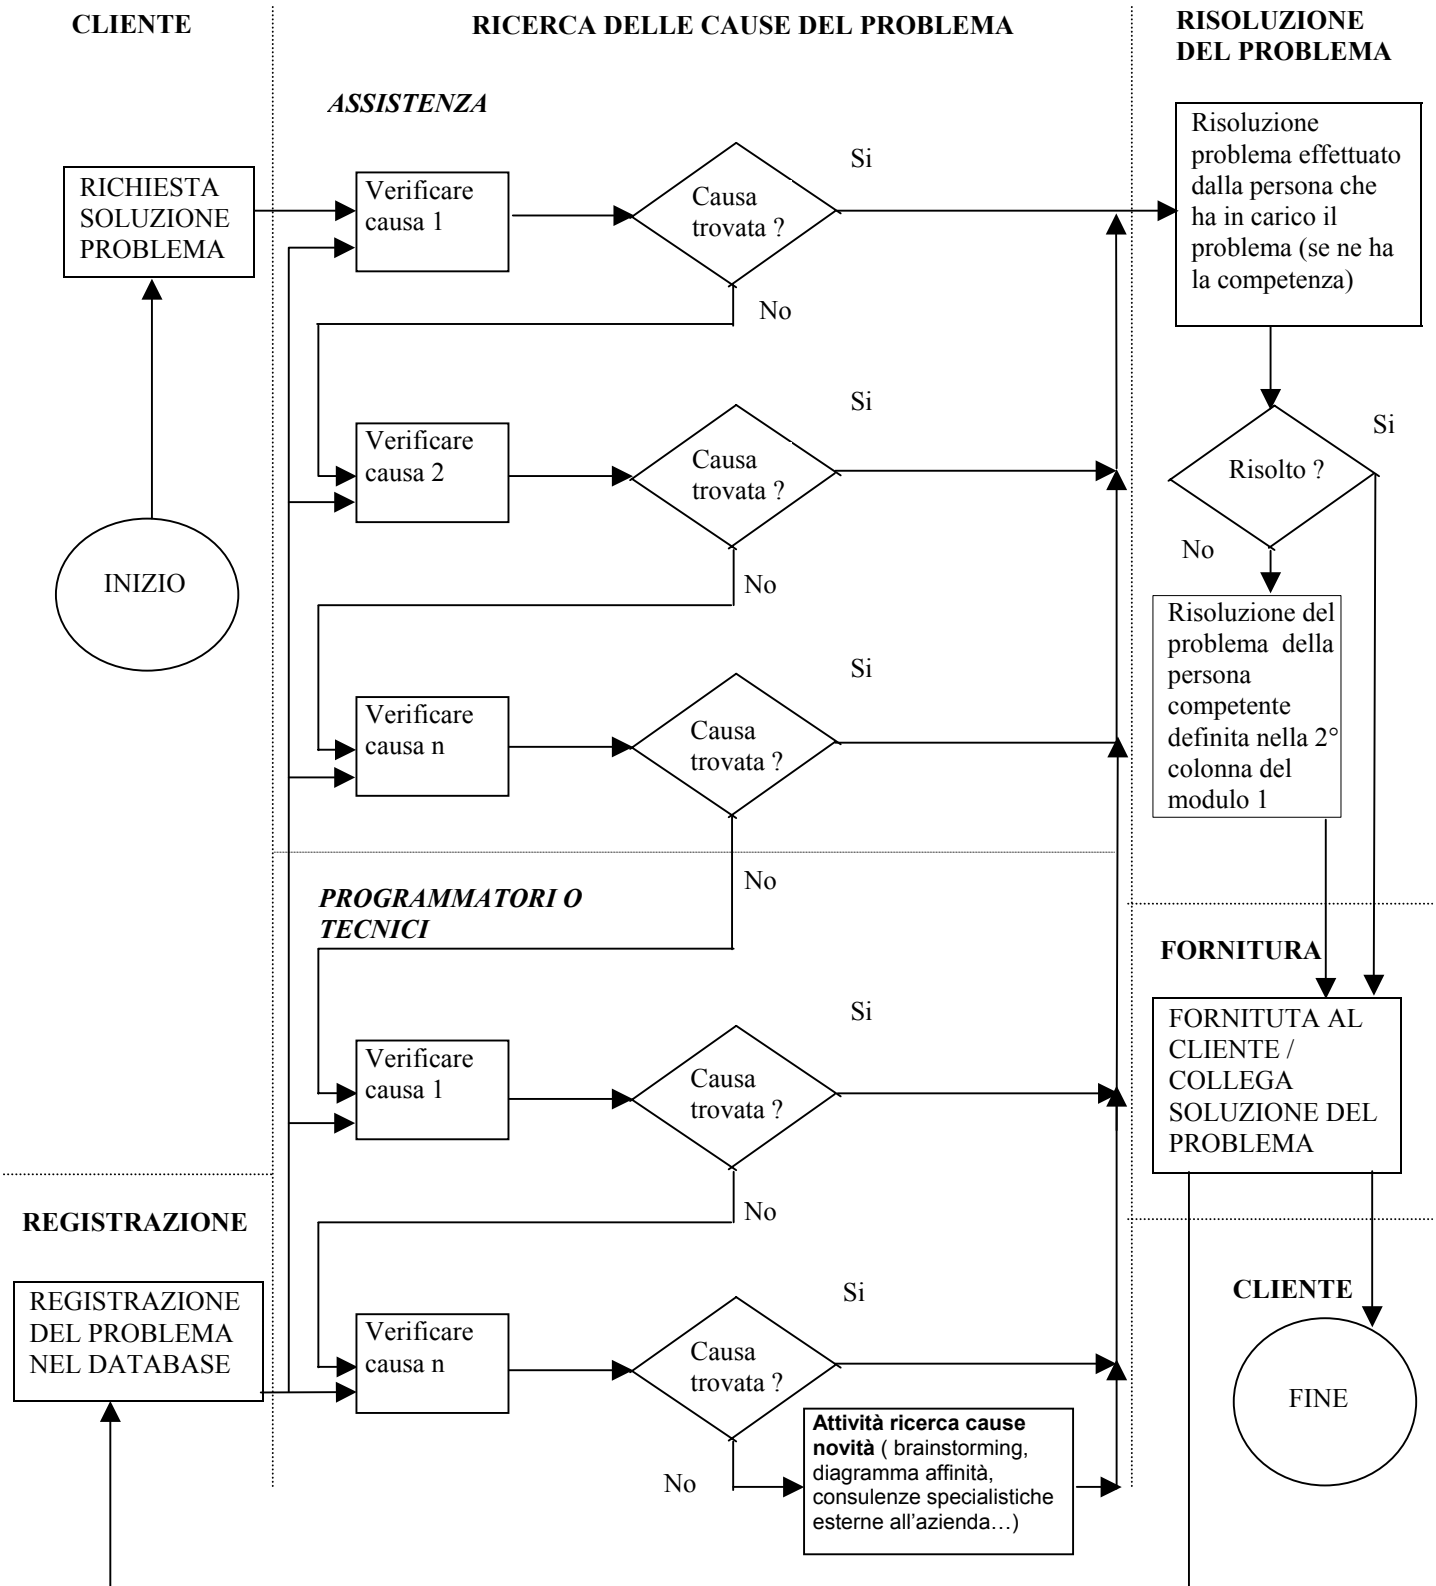 CLIENTE
RICERCA DELLE CAUSE DEL PROBLEMA
RISOLUZIONE
DEL PROBLEMA
ASSISTENZA
RICHIESTA
SOLUZIONE
PROBLEMA
INIZIO
Verificare
causa 1
Causa
trovata ?
Si
No
Verificare
causa 2
Causa
trovata ?
Si
No
Verificare
causa n
Causa
trovata ?
Si
No
PROGRAMMATORI O
TECNICI
Verificare
causa 1
Causa
trovata ?
Si
No
Verificare
causa n
Causa
trovata ?
Si
No
Attività ricerca cause
novità ( brainstorming,
diagramma affinità,
consulenze specialistiche
esterne all'azienda…)
Risoluzione
problema effettuato
dalla persona che
ha in carico il
problema (se ne ha
la competenza)
Risolto ?
Si
No
Risoluzione del
problema della
persona
competente
definita nella 2°
colonna del
modulo 1
FORNITURA
FORNITUTA AL
CLIENTE /
COLLEGA
SOLUZIONE DEL
PROBLEMA
CLIENTE
FINE
REGISTRAZIONE
REGISTRAZIONE
DEL PROBLEMA
NEL DATABASE